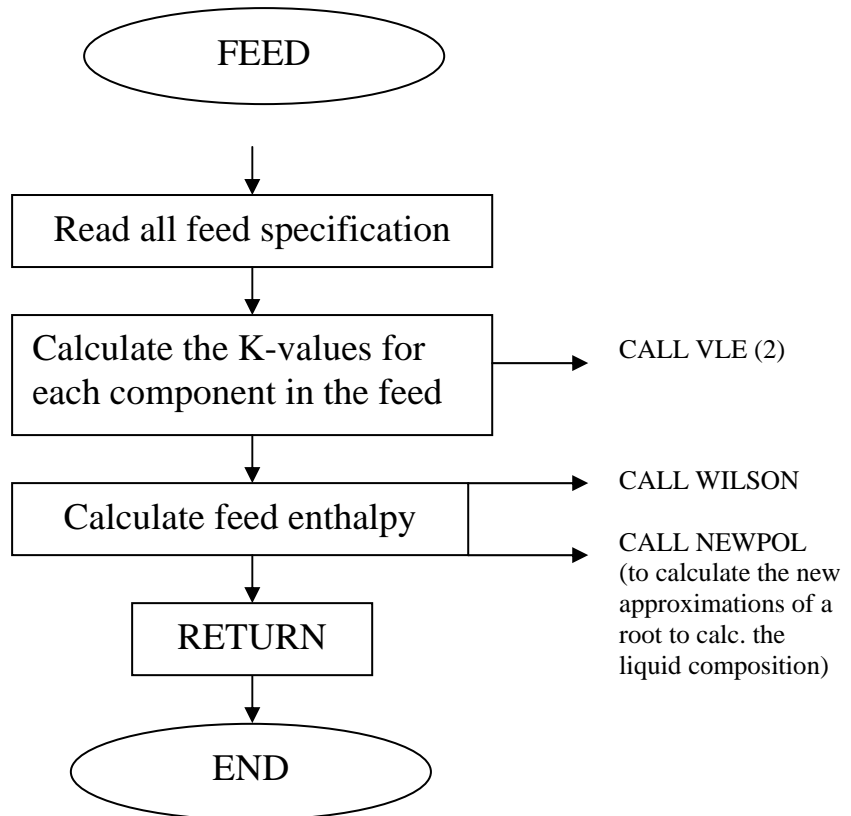 FEED
Read all feed specification
Calculate the K-values for
each component in the feed
CALL VLE (2)
Calculate feed enthalpy
CALL WILSON
CALL NEWPOL
(to calculate the new
approximations of a
root to calc. the
liquid composition)
RETURN
END